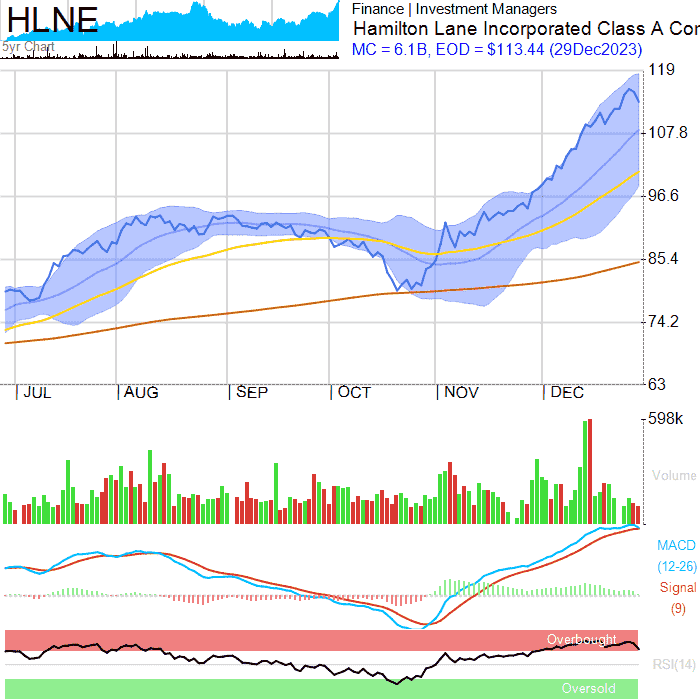 HLNE
5yr Chart
Finance | Investment Managers
Hamilton Lane Incorporated Class A Cor
MC = 6.1B, EOD = $113.44 (29Dec2023)
119
107.8
96.6
85.4
74.2
63
JUL AUG SEP OCT NOV DEC
598k
Volume
MACD
(12-26)
Signal
(9)
Overbought
RSI(14)
Oversold